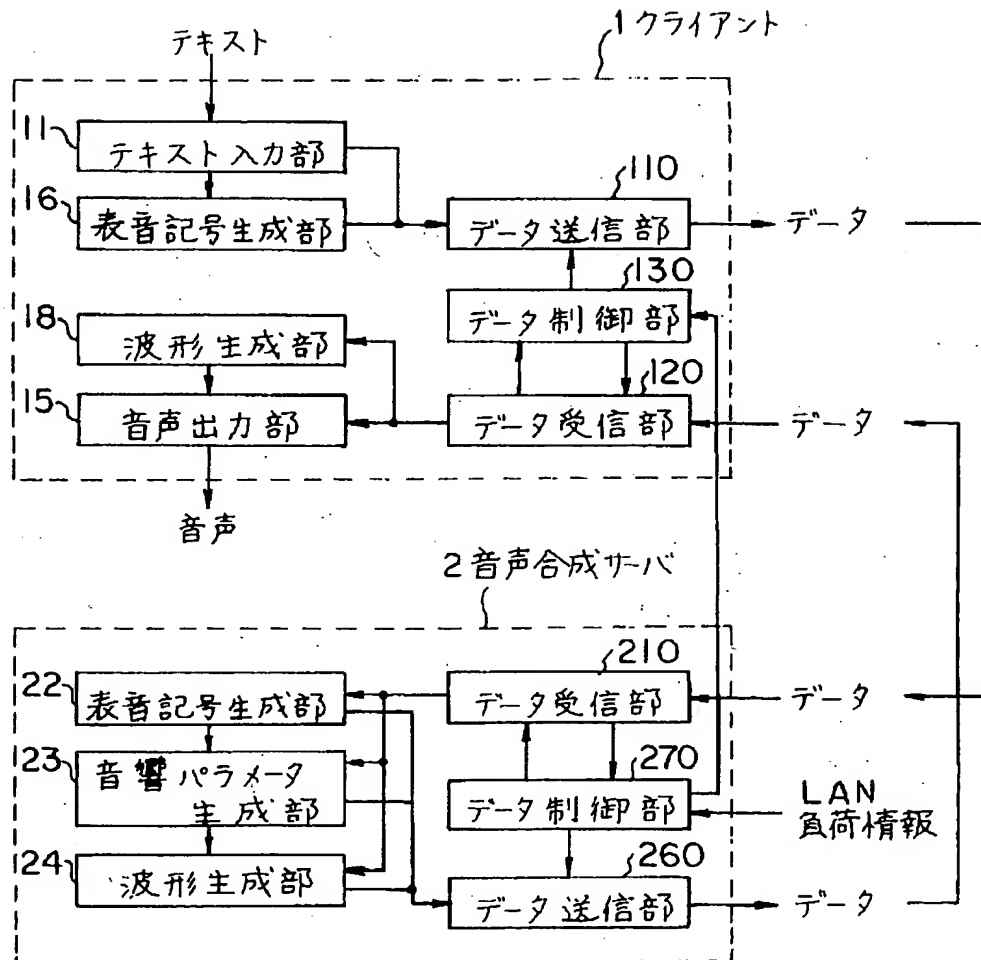 テキスト
1 クライアント
11
テキスト入力部
16
表音記号生成部
110
データ送信部
データ
130
データ制御部
18
波形生成部
120
15
音声出力部
データ受信部
データ
音声
2 音声合成サーバ
210
22
表音記号生成部
データ受信部
データ
23
音響パラメータ
生成部
270
データ制御部
LAN
負荷情報
24
波形生成部
260
データ送信部
データ